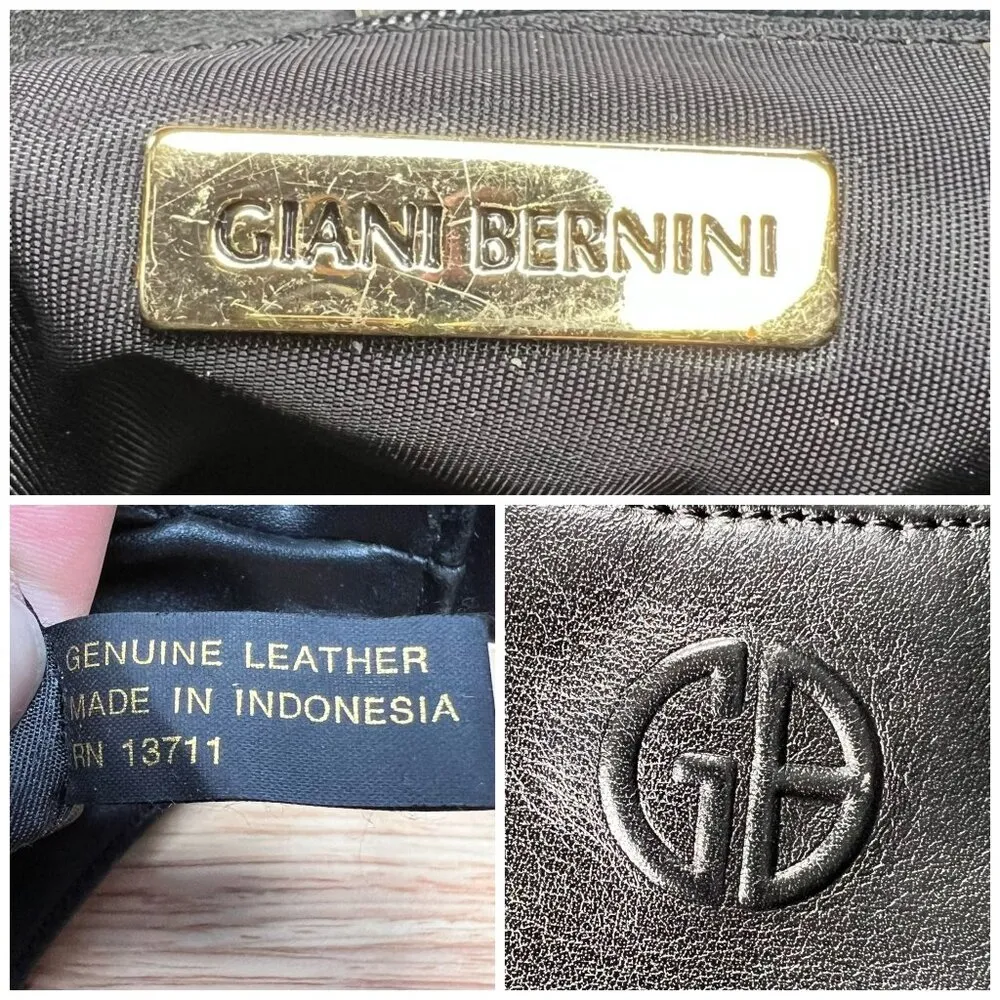 GIANI BERNINI
GENUINE LEATHER
MADE IN INDONESIA
RN 13711
GB